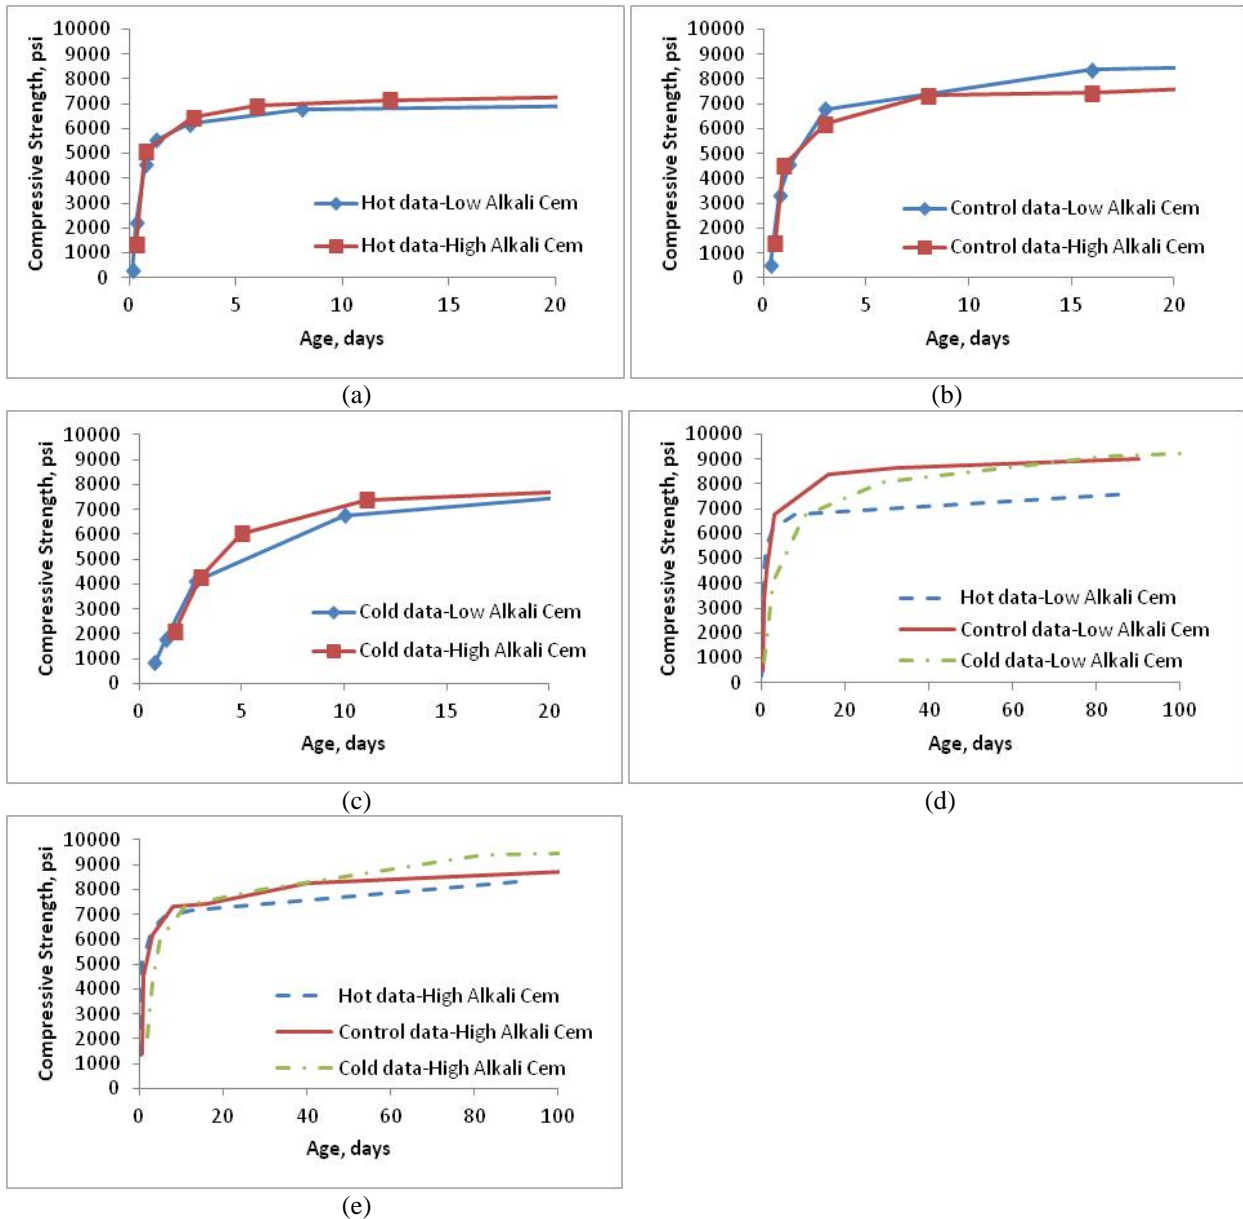 10000
9000
8000
7000
6000
5000
4000
3000
2000
1000
0
Compressive Strength, psi
Hot data-Low Alkali Cem
Hot data-High Alkali Cem
0 5 10 15 20
Age, days
(a)
10000
9000
8000
7000
6000
5000
4000
3000
2000
1000
0
Compressive Strength, psi
Control data-Low Alkali Cem
Control data-High Alkali Cem
0 5 10 15 20
Age, days
(b)
10000
9000
8000
7000
6000
5000
4000
3000
2000
1000
0
Compressive Strength, psi
Cold data-Low Alkali Cem
Cold data-High Alkali Cem
0 5 10 15 20
Age, days
(c)
10000
9000
8000
7000
6000
5000
4000
3000
2000
1000
0
Compressive Strength, psi
Hot data-Low Alkali Cem
Control data-Low Alkali Cem
Cold data-Low Alkali Cem
0 20 40 60 80 100
Age, days
(d)
10000
9000
8000
7000
6000
5000
4000
3000
2000
1000
0
Compressive Strength, psi
Hot data-High Alkali Cem
Control data-High Alkali Cem
Cold data-High Alkali Cem
0 20 40 60 80 100
Age, days
(e)